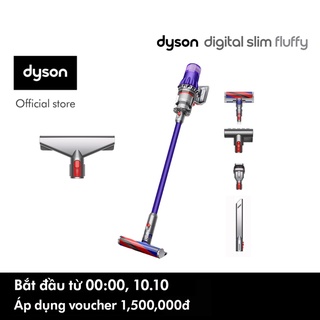 dyson digital slim fluffy
dyson
Official store
Bắt đầu từ 00:00, 10.10
Áp dụng voucher 1,500,000đ